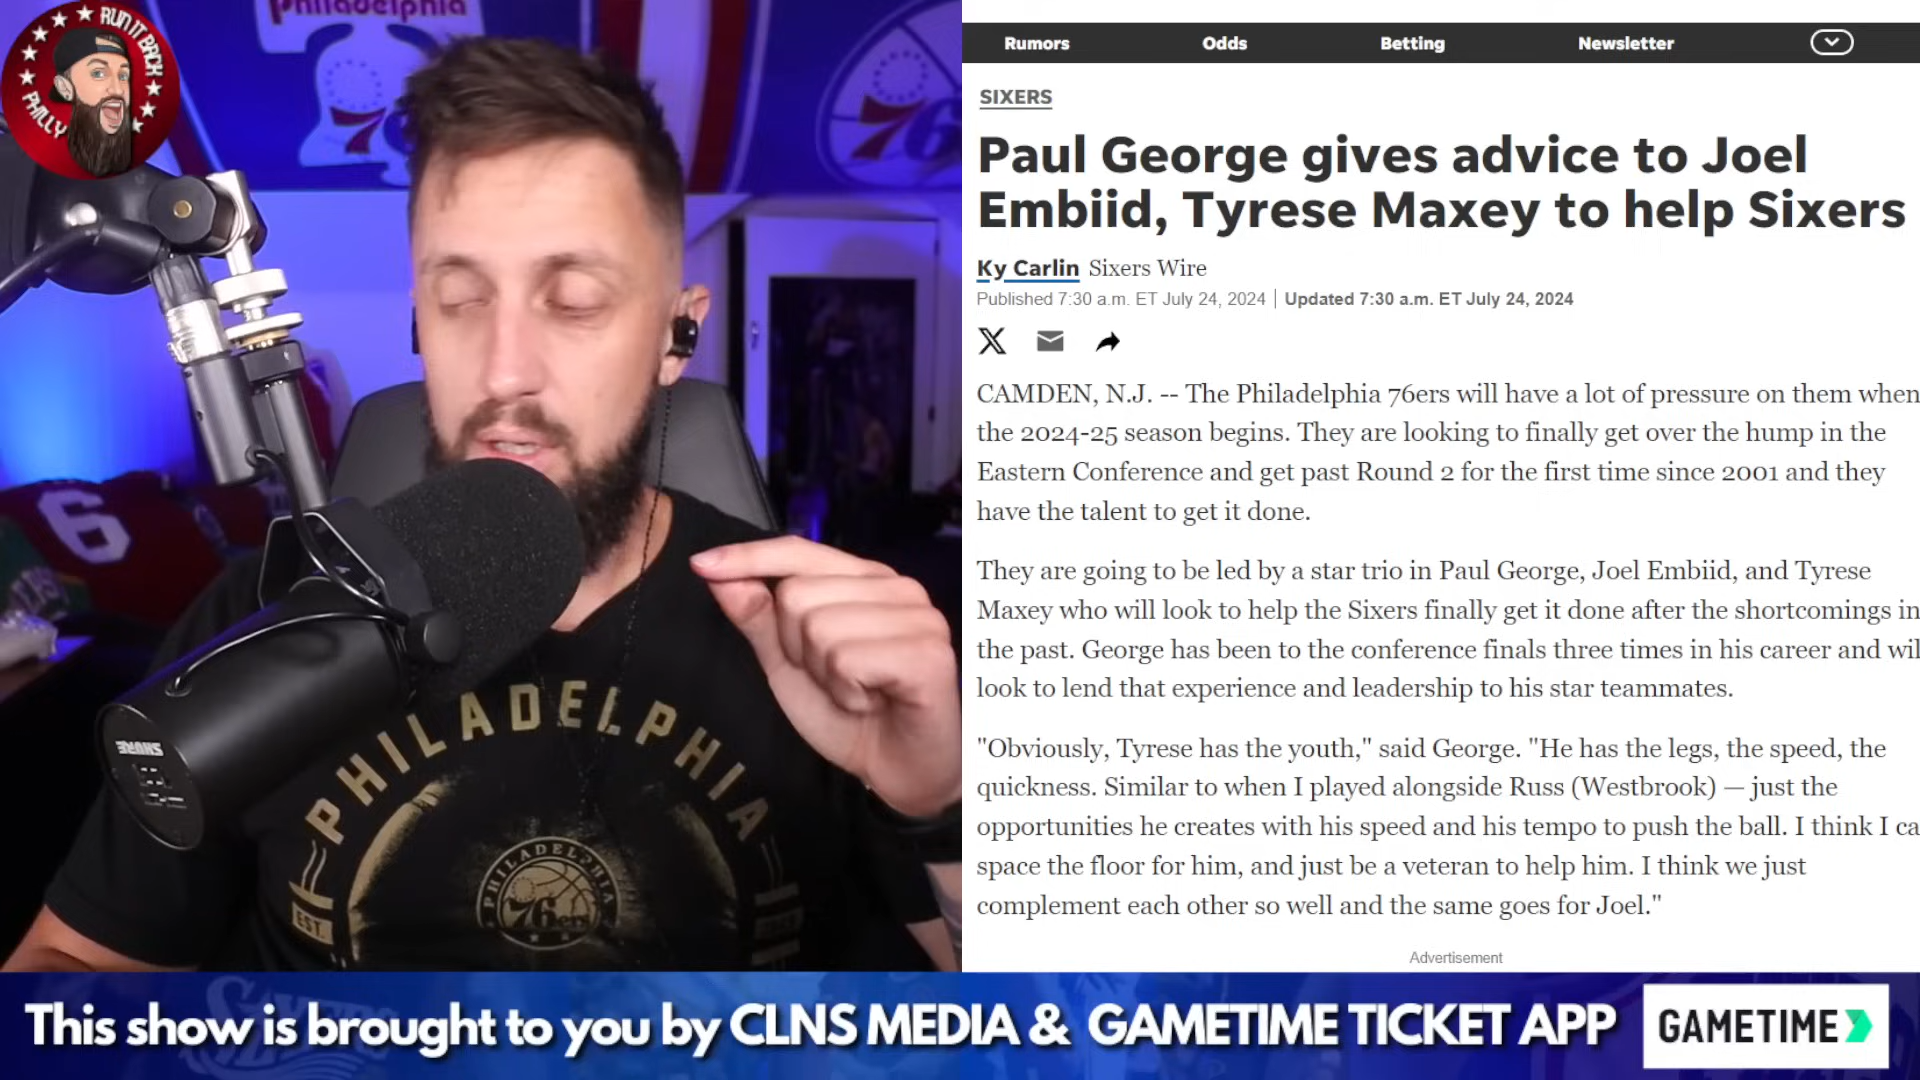 RUN IT BACK
PHILLY
Philadelphia
76
76
6
SHURE
PHILADELPHIA
EST.
PHILADELPHIA
76ers
Rumors
Odds
Betting
Newsletter
SIXERS
Paul George gives advice to Joel
Embiid, Tyrese Maxey to help Sixers
Ky Carlin Sixers Wire
Published 7:30 a.m. ET July 24, 2024 | Updated 7:30 a.m. ET July 24, 2024
CAMDEN, N.J. -- The Philadelphia 76ers will have a lot of pressure on them when
the 2024-25 season begins. They are looking to finally get over the hump in the
Eastern Conference and get past Round 2 for the first time since 2001 and they
have the talent to get it done.
They are going to be led by a star trio in Paul George, Joel Embiid, and Tyrese
Maxey who will look to help the Sixers finally get it done after the shortcomings in
the past. George has been to the conference finals three times in his career and wil
look to lend that experience and leadership to his star teammates.
"Obviously, Tyrese has the youth," said George. "He has the legs, the speed, the
quickness. Similar to when I played alongside Russ (Westbrook) — just the
opportunities he creates with his speed and his tempo to push the ball. I think I ca
space the floor for him, and just be a veteran to help him. I think we just
complement each other so well and the same goes for Joel."
Advertisement
This show is brought to you by CLNS MEDIA & GAMETIME TICKET APP
GAMETIME